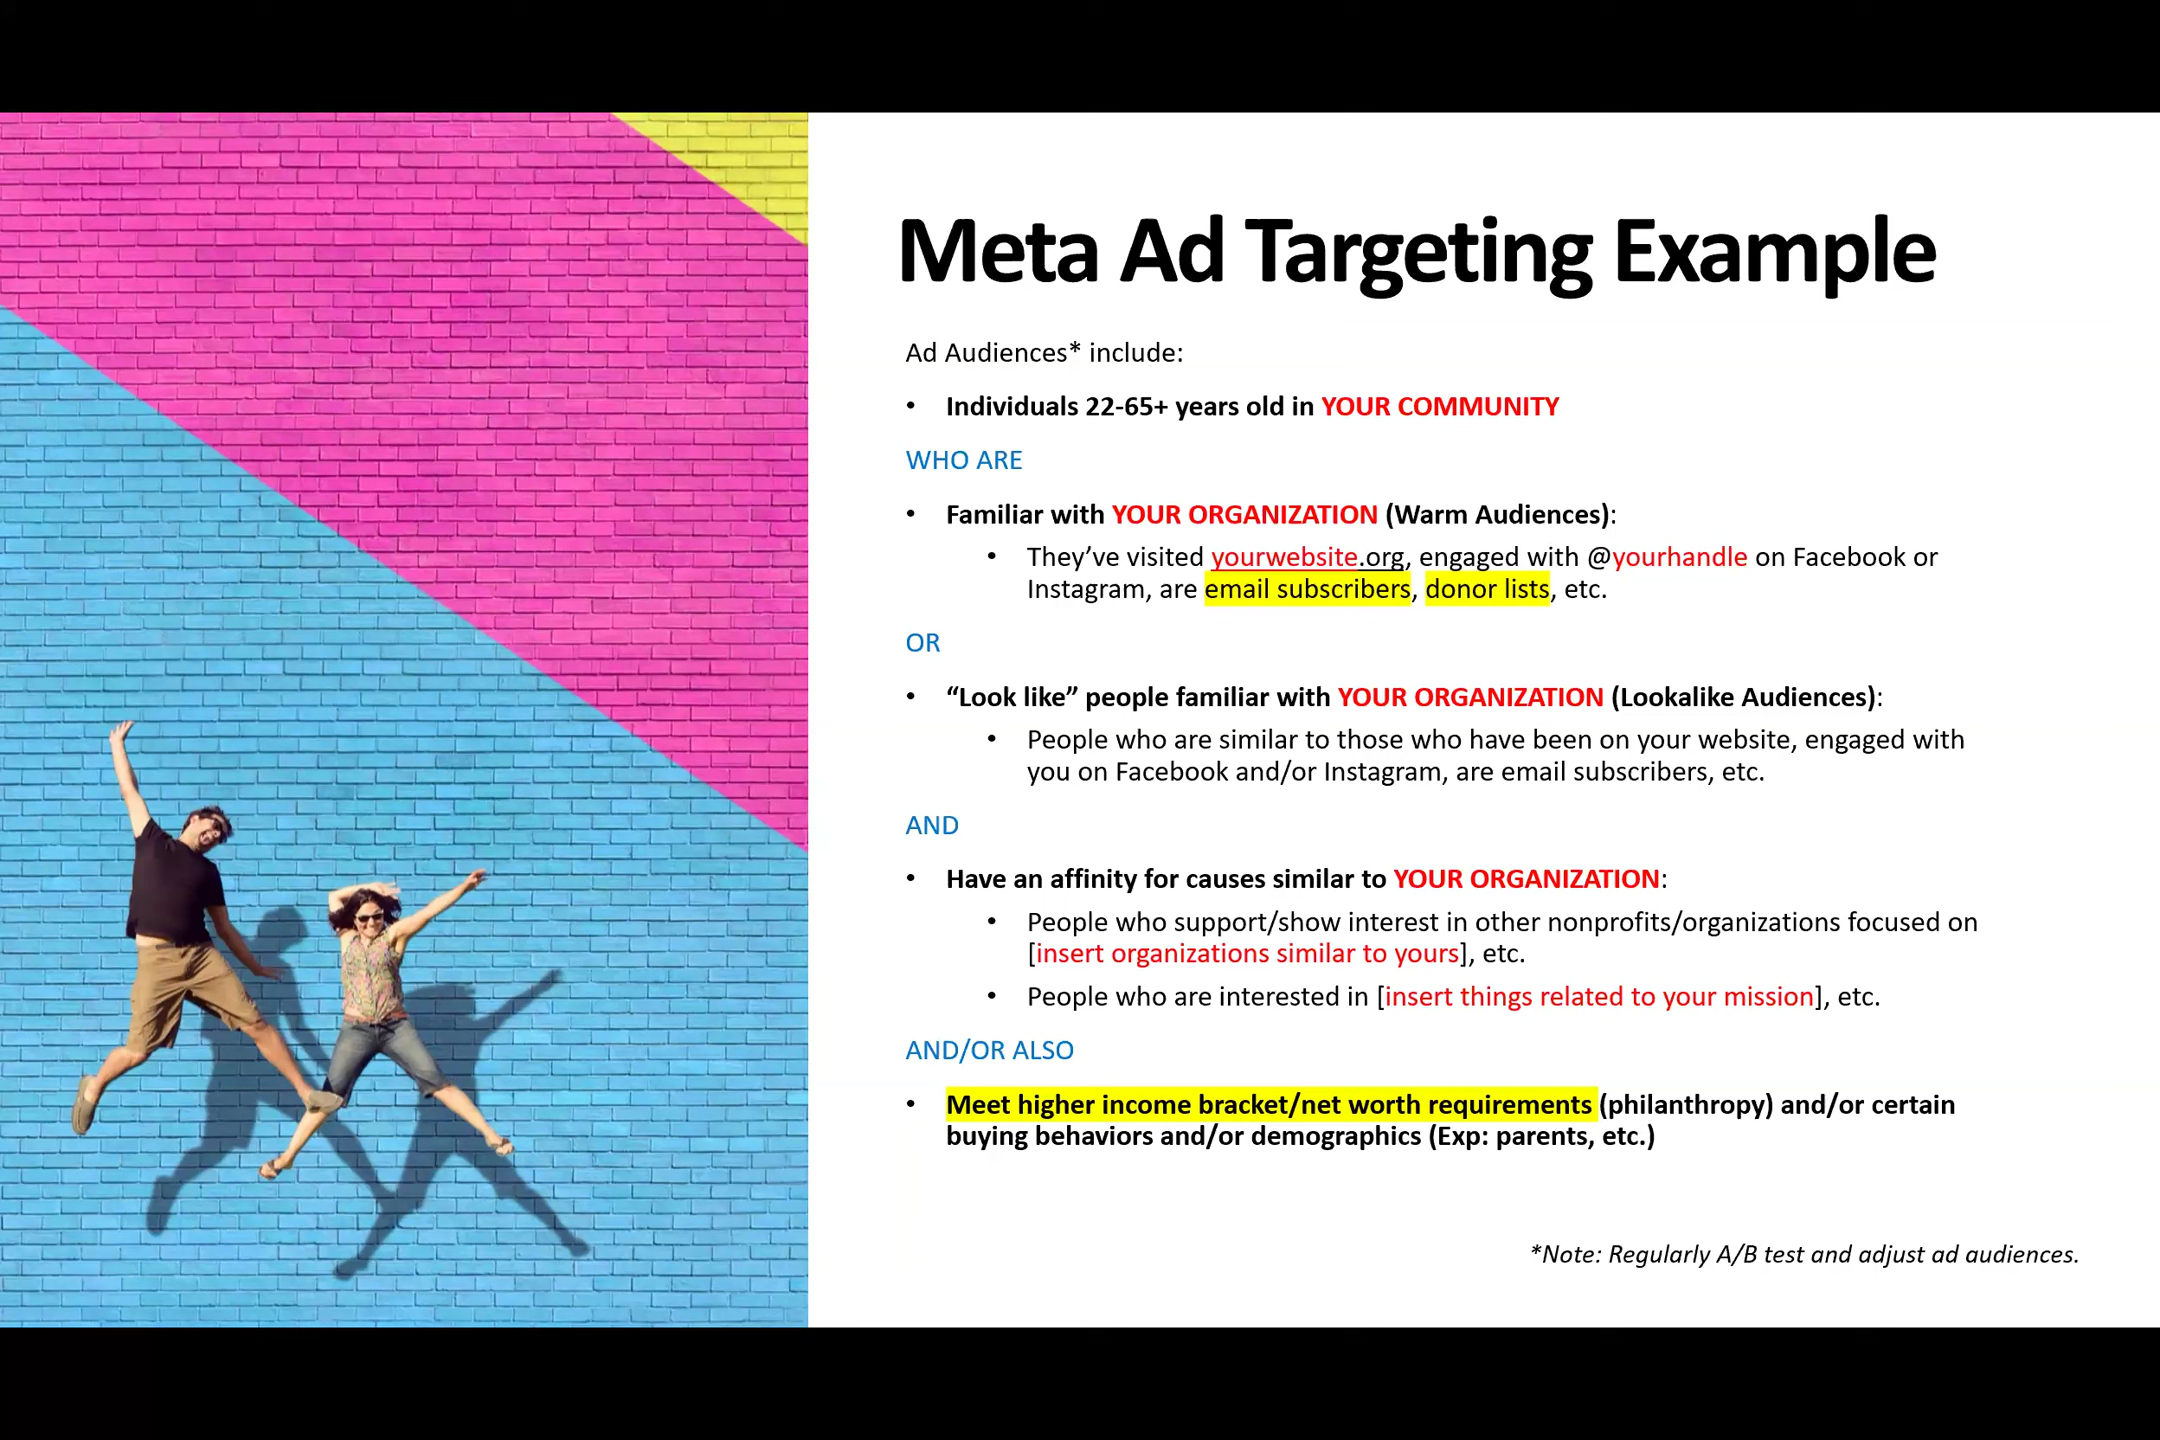 Meta Ad Targeting Example
Ad Audiences* include:
• Individuals 22-65+ years old in YOUR COMMUNITY
WHO ARE
• Familiar with YOUR ORGANIZATION (Warm Audiences):
• They’ve visited yourwebsite.org, engaged with @yourhandle on Facebook or
Instagram, are email subscribers, donor lists, etc.
OR
• “Look like” people familiar with YOUR ORGANIZATION (Lookalike Audiences):
• People who are similar to those who have been on your website, engaged with
you on Facebook and/or Instagram, are email subscribers, etc.
AND
• Have an affinity for causes similar to YOUR ORGANIZATION:
• People who support/show interest in other nonprofits/organizations focused on
[insert organizations similar to yours], etc.
• People who are interested in [insert things related to your mission], etc.
AND/OR ALSO
• Meet higher income bracket/net worth requirements (philanthropy) and/or certain
buying behaviors and/or demographics (Exp: parents, etc.)
*Note: Regularly A/B test and adjust ad audiences.